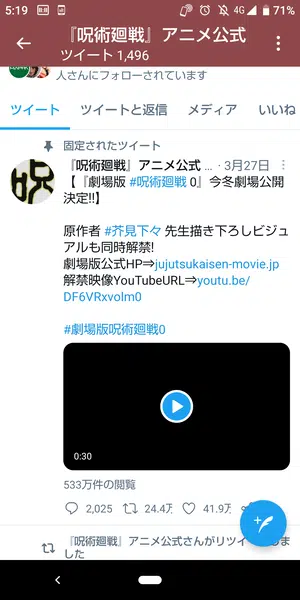 5:19 4G 71%
『呪術廻戦』アニメ公式
ツイート 1,496
人さんにフォローされています
ツイート ツイートと返信 メディア いいね
固定されたツイート
『呪術廻戦』アニメ公式 ... ・3月27日
【『劇場版 #呪術廻戦 0』今冬劇場公開
決定!!】
原作者 #芥見下々 先生描き下ろしビジュ
アルも同時解禁!
劇場版公式HP⇒jujutsukaisen-movie.jp
解禁映像YouTubeURL⇒youtu.be/
DF6VRxvolm0
#劇場版呪術廻戦0
呪
0:30
533万件の閲覧
2,025 24.4万 41.9万
『呪術廻戦』アニメ公式さんがリツイ しま
した